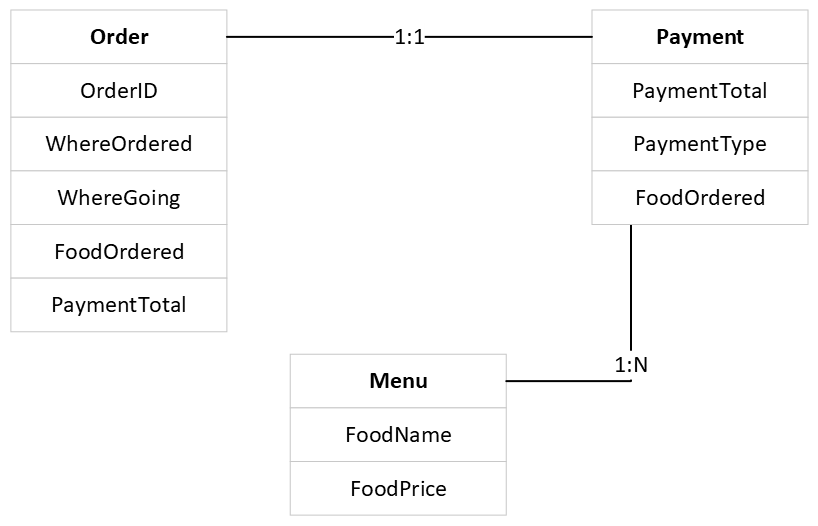 Order
OrderID
WhereOrdered
WhereGoing
FoodOrdered
PaymentTotal
1:1
Payment
PaymentTotal
PaymentType
FoodOrdered
1:N
Menu
FoodName
FoodPrice